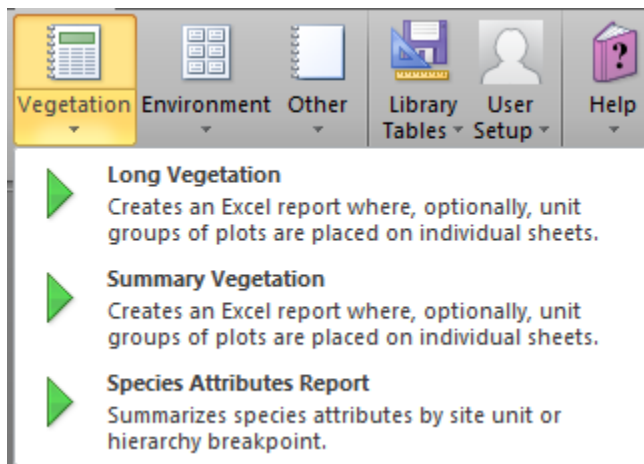 Vegetation Environment Other Library Tables User Setup Help
Long Vegetation
Creates an Excel report where, optionally, unit
groups of plots are placed on individual sheets.
Summary Vegetation
Creates an Excel report where, optionally, unit
groups of plots are placed on individual sheets.
Species Attributes Report
Summarizes species attributes by site unit or
hierarchy breakpoint.